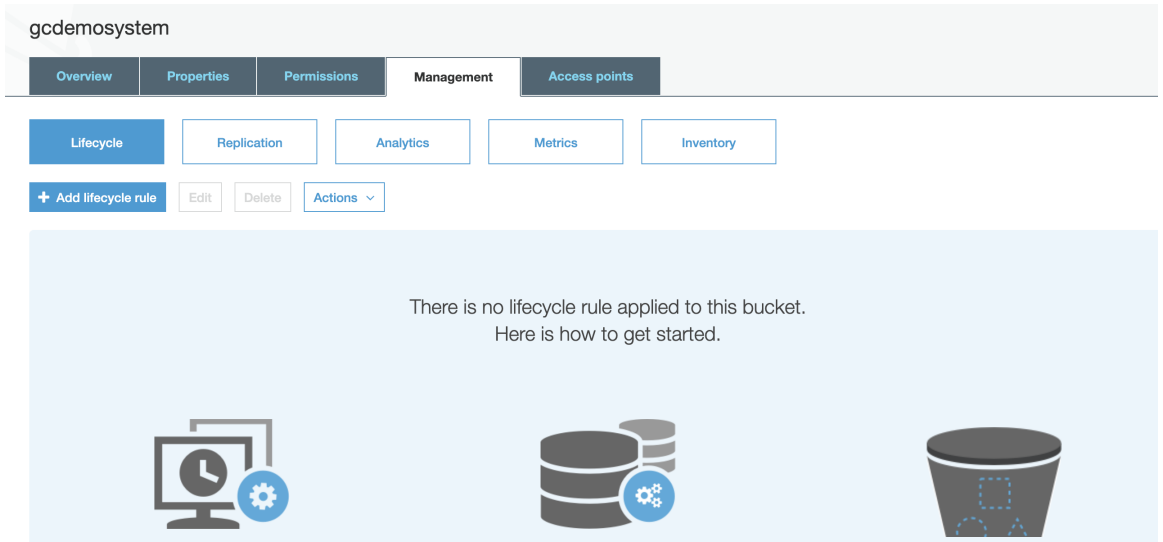 gcdemosystem
Overview Properties Permissions Management Access points
Lifecycle Replication Analytics Metrics Inventory
+ Add lifecycle rule Edit Delete Actions
There is no lifecycle rule applied to this bucket.
Here is how to get started.